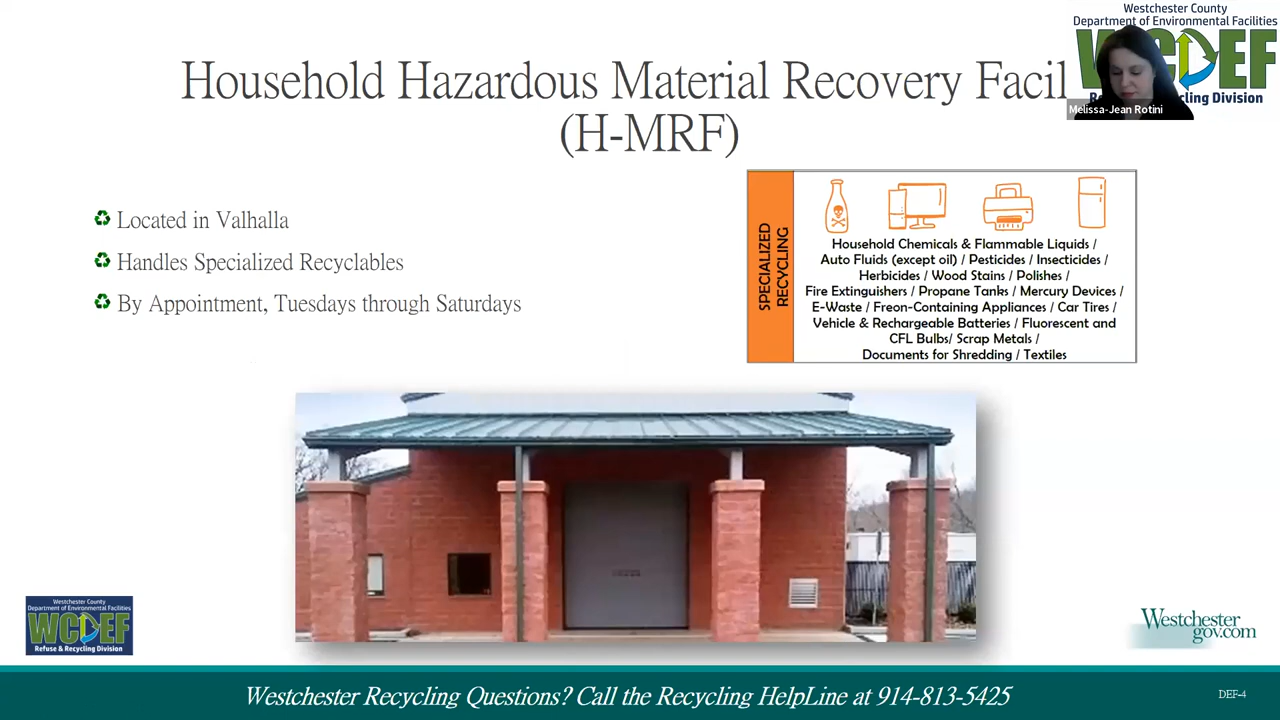 Westchester County
Department of Environmental Facilities
WCDEF
Melissa-Jean Rotini
Household Hazardous Material Recovery Facil
(H-MRF)
Located in Valhalla
Handles Specialized Recyclables
By Appointment, Tuesdays through Saturdays
SPECIALIZED
RECYCLING
Household Chemicals & Flammable Liquids /
Auto Fluids (except oil) / Pesticides / Insecticides /
Herbicides / Wood Stains / Polishes /
Fire Extinguishers / Propane Tanks / Mercury Devices /
E-Waste / Freon-Containing Appliances / Car Tires /
Vehicle & Rechargeable Batteries / Fluorescent and
CFL Bulbs/ Scrap Metals /
Documents for Shredding / Textiles
Westchester County
Department of Environmental Facilities
WCDEF
Refuse & Recycling Division
Westchester
gov.com
Westchester Recycling Questions? Call the Recycling HelpLine at 914-813-5425
DEF-4